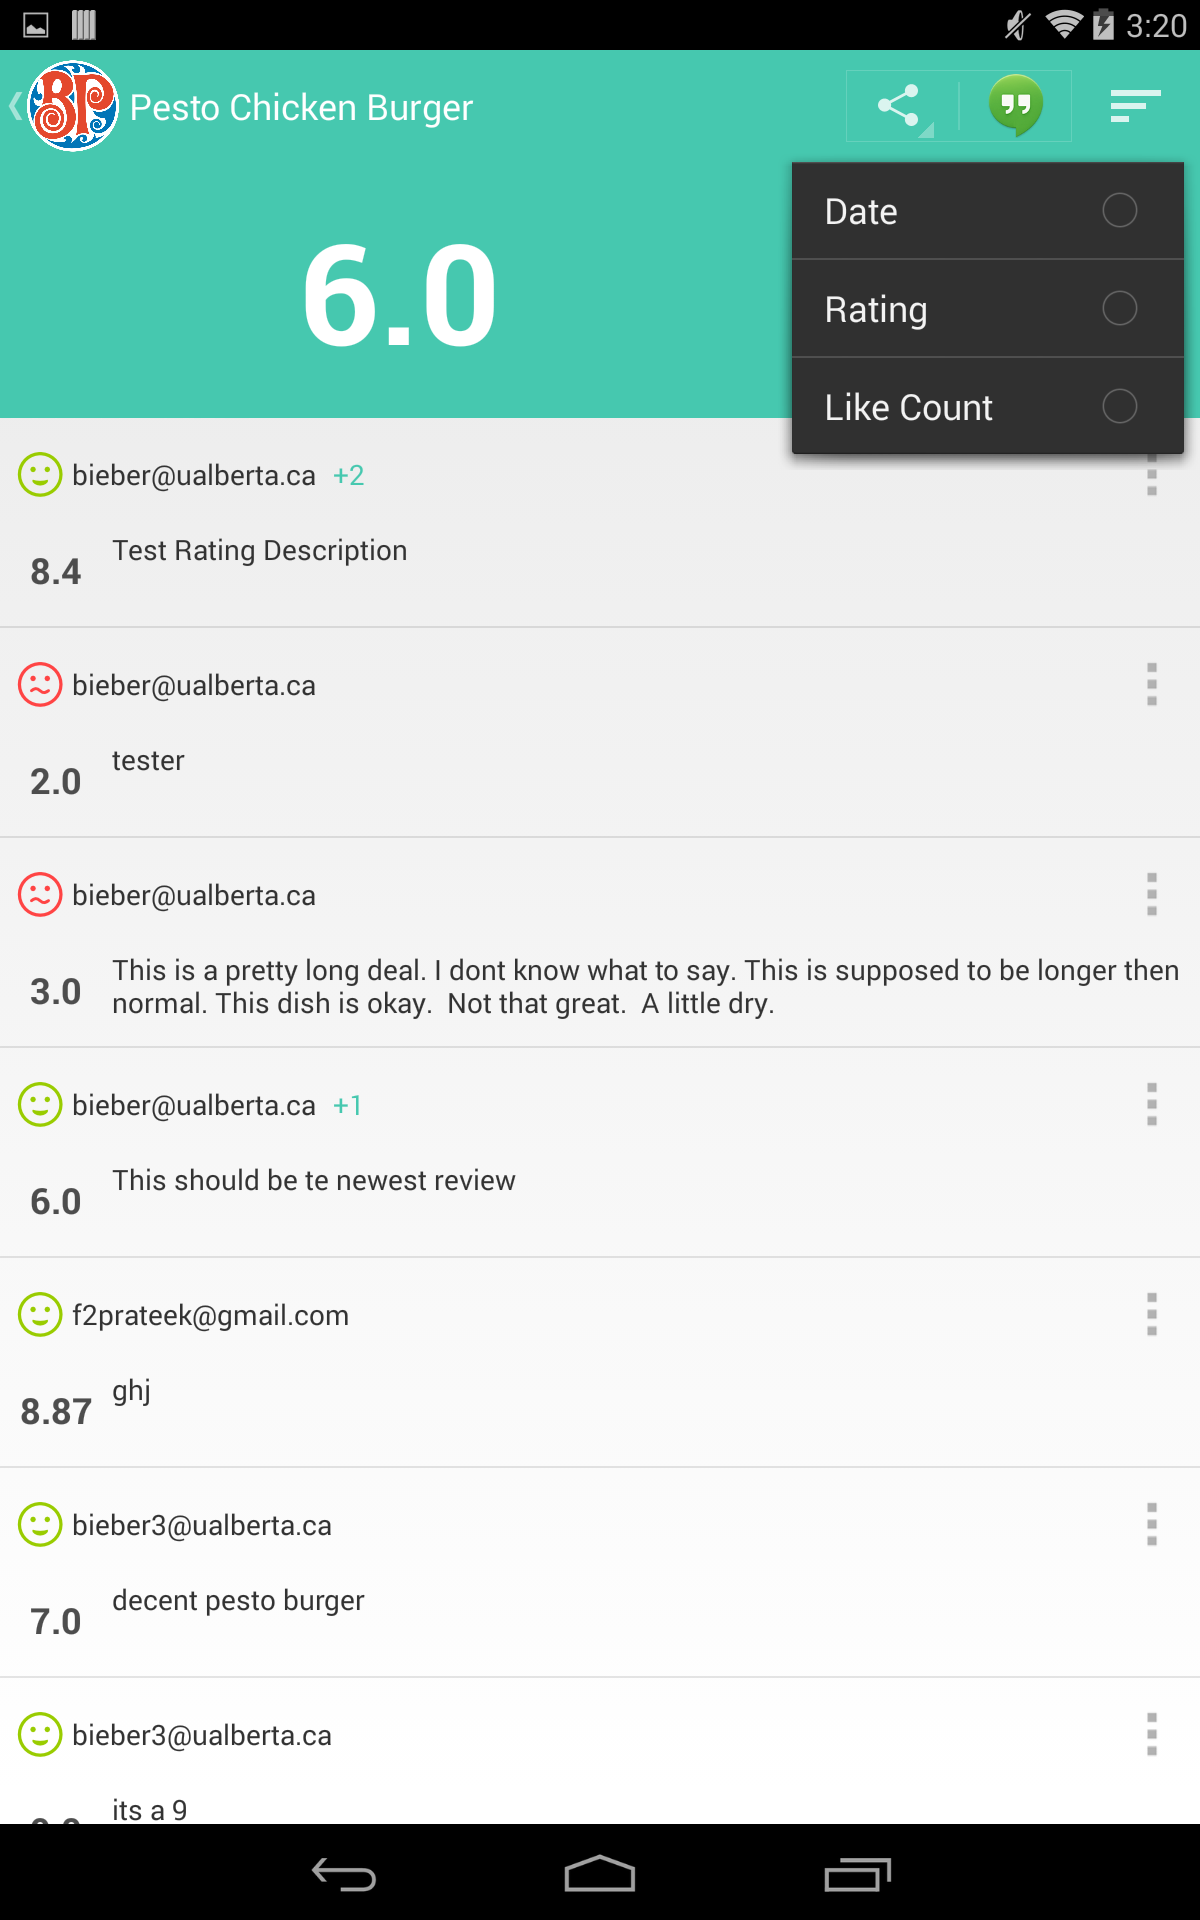 3:20
BP
Pesto Chicken Burger
Date
6.0
Rating
Like Count
bieber@ualberta.ca +2
Test Rating Description
8.4
bieber@ualberta.ca
tester
2.0
bieber@ualberta.ca
This is a pretty long deal. I dont know what to say. This is supposed to be longer then
3.0
normal. This dish is okay.  Not that great.  A little dry.
bieber@ualberta.ca +1
This should be te newest review
6.0
f2prateek@gmail.com
ghj
8.87
bieber3@ualberta.ca
decent pesto burger
7.0
bieber3@ualberta.ca
its a 9